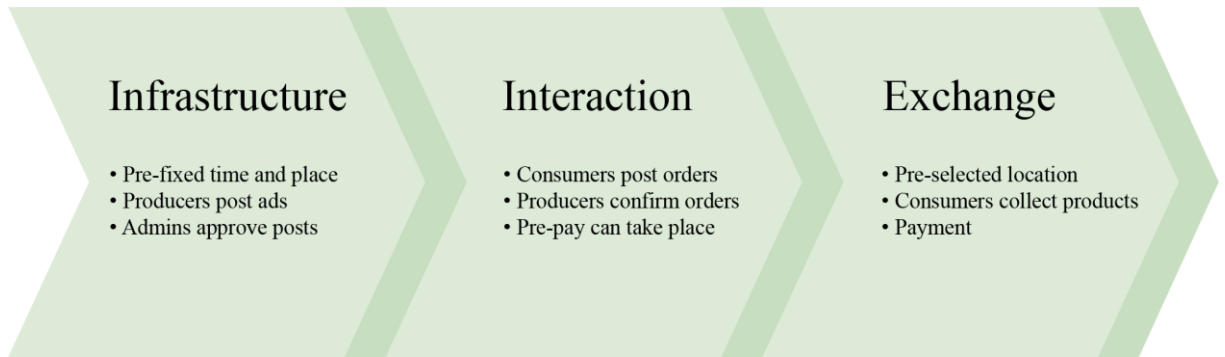 Infrastructure
• Pre-fixed time and place
• Producers post ads
• Admins approve posts
Interaction
• Consumers post orders
• Producers confirm orders
• Pre-pay can take place
Exchange
• Pre-selected location
• Consumers collect products
• Payment